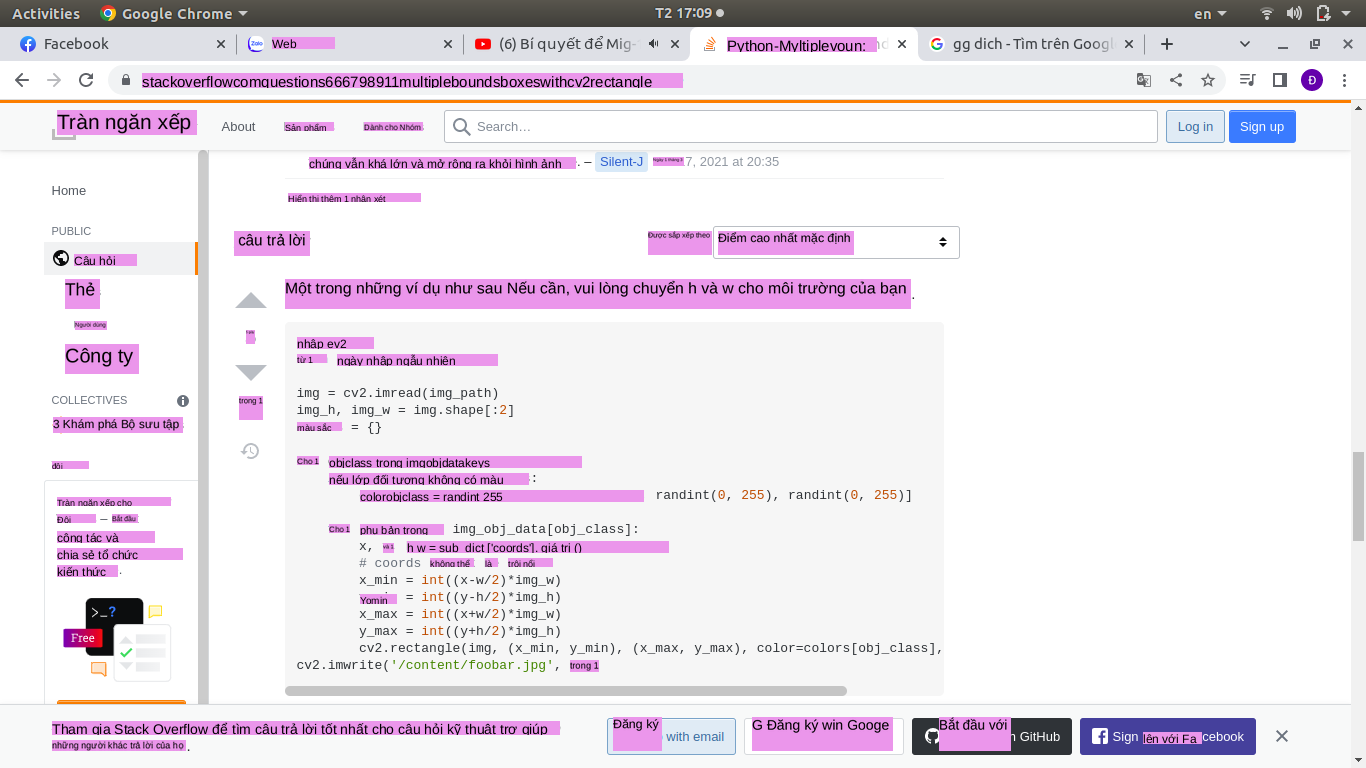 Activities Google Chrome T2 17:09 en
Facebook Web (6) Bí quyết để Mig- Python-Myltiplevoun: gg dich - Tìm trên Google
stackoverflowcomquestions666798911multipleboundsboxeswithcv2rectangle Đ
Tràn ngăn xếp About Sản phẩm Dành cho Nhóm Search… Log in Sign up
chúng vẫn khá lớn và mở rộng ra khỏi hình ảnh . – Silent-J 7, 2021 at 20:35
Home
Hiển thị thêm 1 nhận xét
PUBLIC
câu trả lời Được sắp xếp theo Điểm cao nhất mặc định
Câu hỏi
Thẻ
Một trong những ví dụ như sau Nếu cần, vui lòng chuyển h và w cho môi trường của bạn .
Người dùng
Công ty
nhập ev2
từ 1 ngày nhập ngẫu nhiên
img = cv2.imread(img_path)
COLLECTIVES
trong 1
img_h, img_w = img.shape[:2]
3 Khám phá Bộ sưu tập
màu sắc = {}
đội
Cho 1 objclass trong imgobjdatakeys
nếu lớp đối tượng không có màu :
colorobjclass = randint 255 randint(0, 255), randint(0, 255)]
Tràn ngăn xếp cho
Đội – Bắt đầu
công tác và
chia sẻ tổ chức
kiến thức .
Cho 1 phụ bản trong img_obj_data[obj_class]:
x, và 1 h w = sub_dict ['coords']. giá trị ()
# coords không thể là trôi nổi
x_min = int((x-w/2)*img_w)
Yomin = int((y-h/2)*img_h)
x_max = int((x+w/2)*img_w)
y_max = int((y+h/2)*img_h)
cv2.rectangle(img, (x_min, y_min), (x_max, y_max), color=colors[obj_class],
cv2.imwrite('/content/foobar.jpg', trong 1
>_?
Free
Tham gia Stack Overflow để tìm câu trả lời tốt nhất cho câu hỏi kỹ thuật trợ giúp
những người khác trả lời của họ .
Đăng ký with email G Đăng ký win Googe Bắt đầu với GitHub Sign lên với Fa cebook